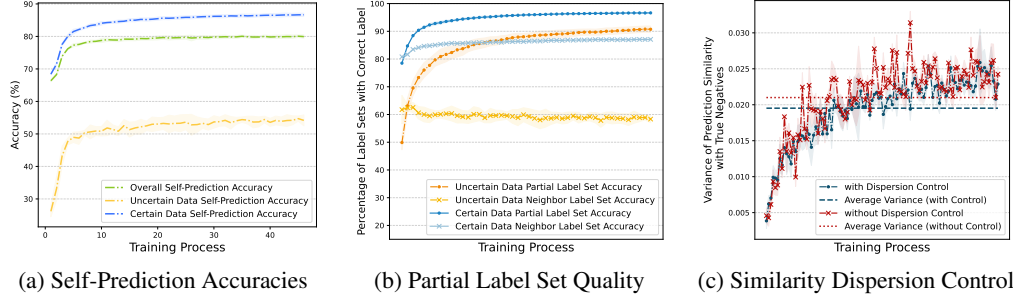 90
80
70
60
50
40
30
0
10
20
30
40
Accuracy (%)
Training Process
Overall Self-Prediction Accuracy
Uncertain Data Self-Prediction Accuracy
Certain Data Self-Prediction Accuracy
(a) Self-Prediction Accuracies
100
90
80
70
60
50
40
30
20
Percentage of Label Sets with Correct Label
Training Process
Uncertain Data Partial Label Set Accuracy
Uncertain Data Neighbor Label Set Accuracy
Certain Data Partial Label Set Accuracy
Certain Data Neighbor Label Set Accuracy
(b) Partial Label Set Quality
0.030
0.025
0.020
0.015
0.010
0.005
Variance of Prediction Similarity
with True Negatives
Training Process
with Dispersion Control
Average Variance (with Control)
without Dispersion Control
Average Variance (without Control)
(c) Similarity Dispersion Control